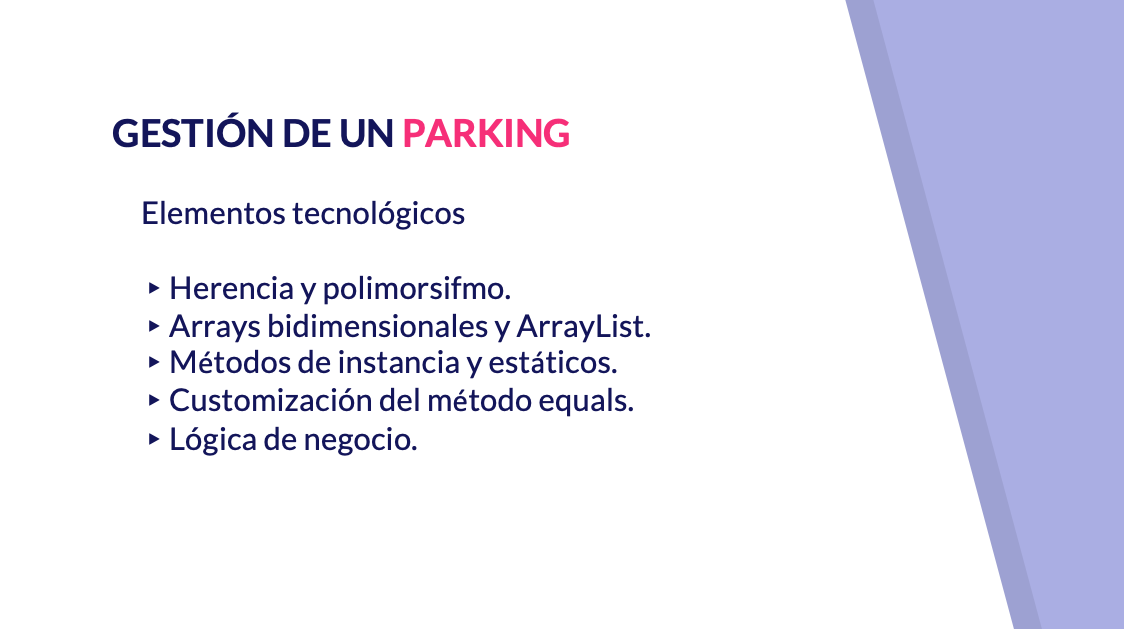 GESTIÓN DE UN PARKING
Elementos tecnológicos
▸ Herencia y polimorsifmo.
▸ Arrays bidimensionales y ArrayList.
▸ Métodos de instancia y estáticos.
▸ Customización del método equals.
▸ Lógica de negocio.